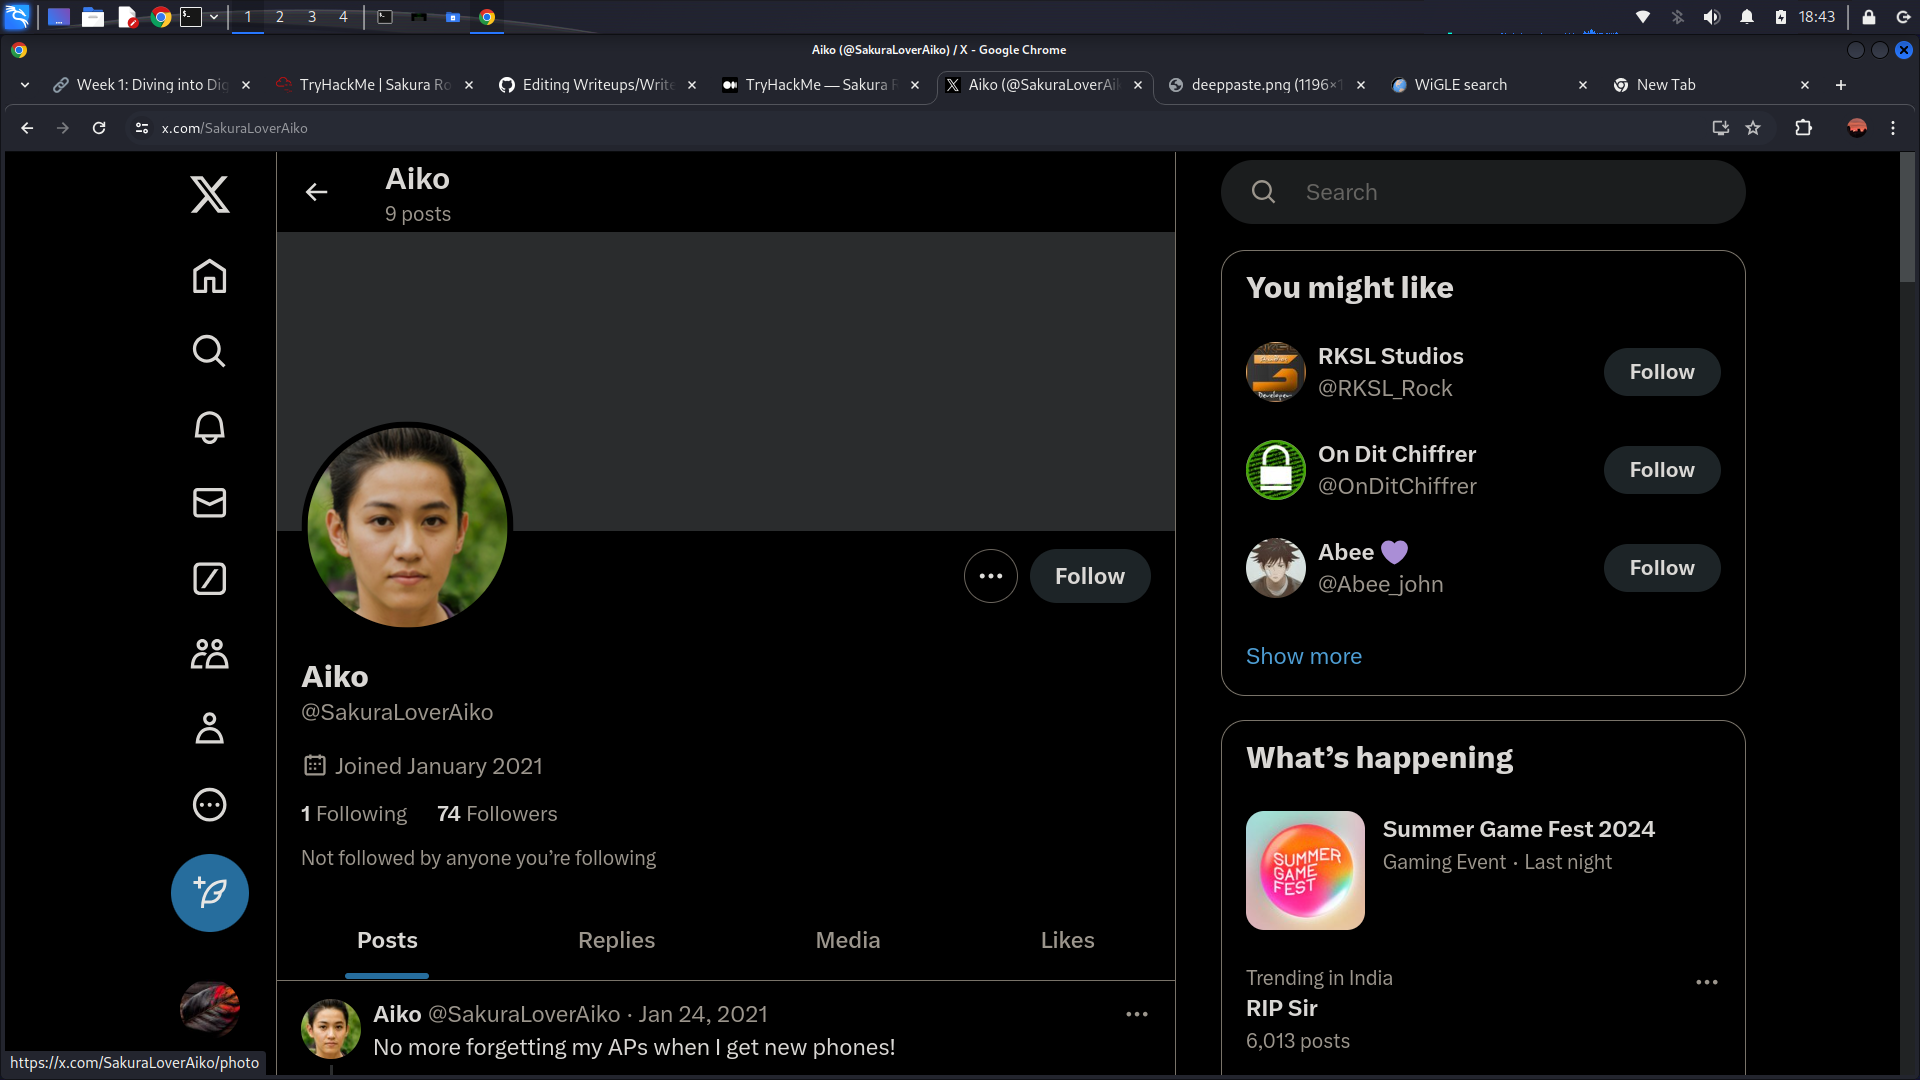 1 2 3 4
18:43
Aiko (@SakuraLoverAiko) / X - Google Chrome
Week 1: Diving into Dig
TryHackMe | Sakura Ro
Editing Writeups/Write
TryHackMe — Sakura R
Aiko (@SakuraLoverAik
deeppaste.png (1196×1
WiGLE search
New Tab
x.com/SakuraLoverAiko
Aiko
9 posts
Follow
Aiko
@SakuraLoverAiko
Joined January 2021
1 Following 74 Followers
Not followed by anyone you’re following
Posts Replies Media Likes
Aiko @SakuraLoverAiko · Jan 24, 2021
No more forgetting my APs when I get new phones!
Search
You might like
RKSL Studios
@RKSL_Rock
Follow
On Dit Chiffrer
@OnDitChiffrer
Follow
Abee 💜
@Abee_john
Follow
Show more
What’s happening
SUMMER
GAME
FEST
Summer Game Fest 2024
Gaming Event · Last night
Trending in India
RIP Sir
6,013 posts
https://x.com/SakuraLoverAiko/photo